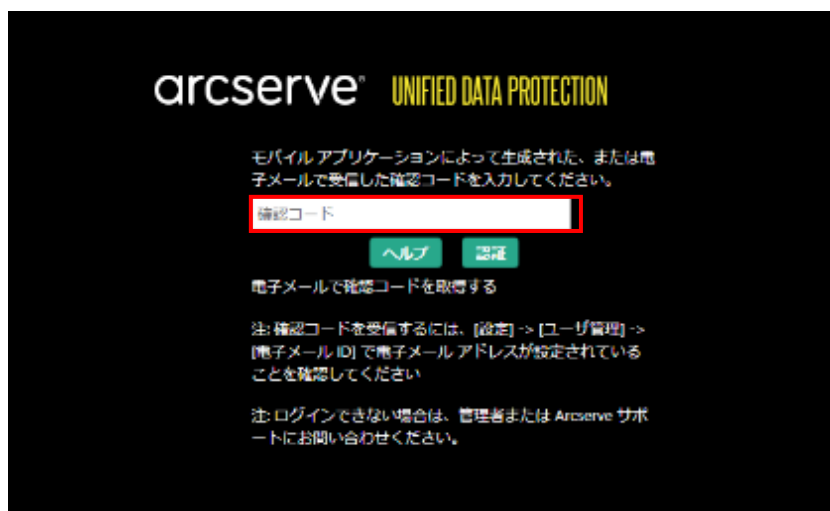 arcserve® UNIFIED DATA PROTECTION
モバイル アプリケーションによって生成された、または電
子メールで受信した確認コードを入力してください。
確認コード
ヘルプ 認証
電子メールで確認コードを取得する
注: 確認コードを受信するには、[設定] -> [ユーザ管理] ->
[電子メール ID] で電子メール アドレスが設定されている
ことを確認してください
注: ログインできない場合は、管理者または Arcserve サポ
ートにお問い合わせください。